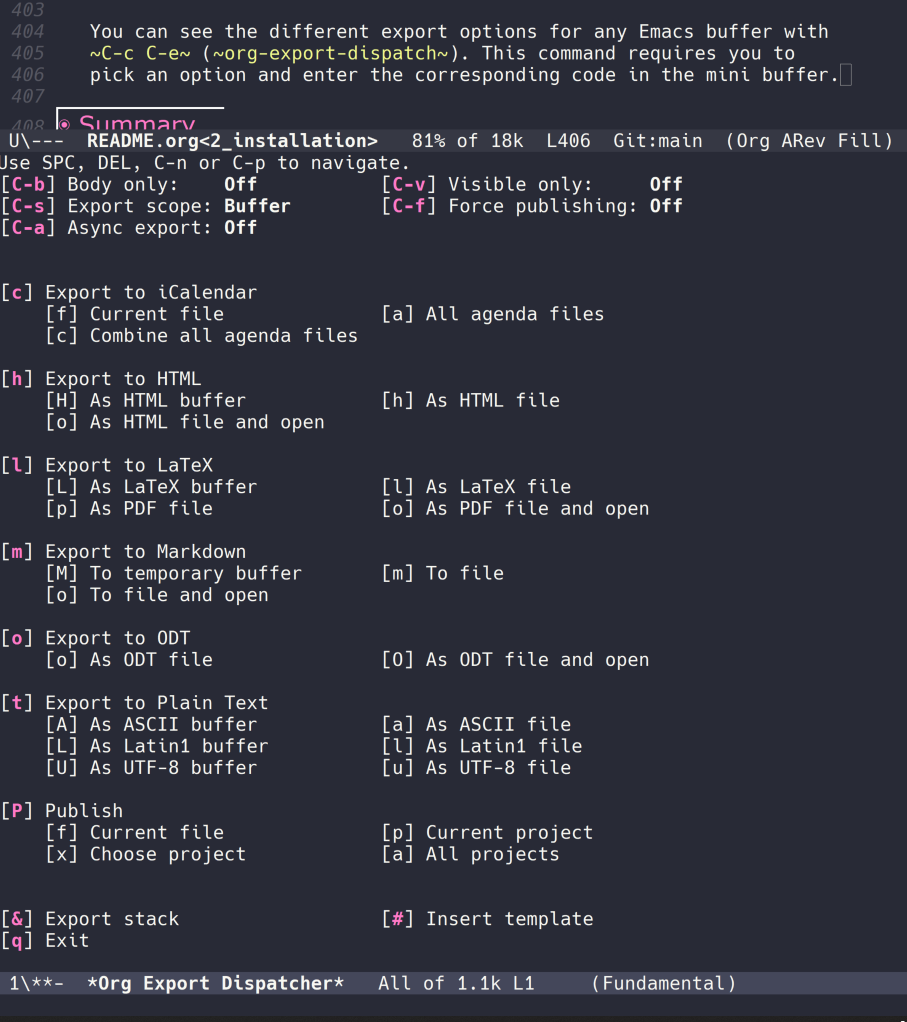 403
404 You can see the different export options for any Emacs buffer with
405 ~C-c C-e~ (~org-export-dispatch~). This command requires you to
406 pick an option and enter the corresponding code in the mini buffer.
407
408 Summary
U\--- README.org<2_installation> 81% of 18k L406 Git:main (Org ARev Fill)
Use SPC, DEL, C-n or C-p to navigate.
[C-b] Body only: Off [C-v] Visible only: Off
[C-s] Export scope: Buffer [C-f] Force publishing: Off
[C-a] Async export: Off
[c] Export to iCalendar
[f] Current file [a] All agenda files
[c] Combine all agenda files
[h] Export to HTML
[H] As HTML buffer [h] As HTML file
[o] As HTML file and open
[l] Export to LaTeX
[L] As LaTeX buffer [l] As LaTeX file
[p] As PDF file [o] As PDF file and open
[m] Export to Markdown
[M] To temporary buffer [m] To file
[o] To file and open
[o] Export to ODT
[o] As ODT file [O] As ODT file and open
[t] Export to Plain Text
[A] As ASCII buffer [a] As ASCII file
[L] As Latin1 buffer [l] As Latin1 file
[U] As UTF-8 buffer [u] As UTF-8 file
[P] Publish
[f] Current file [p] Current project
[x] Choose project [a] All projects
[&] Export stack [#] Insert template
[q] Exit
1\**- *Org Export Dispatcher* All of 1.1k L1 (Fundamental)